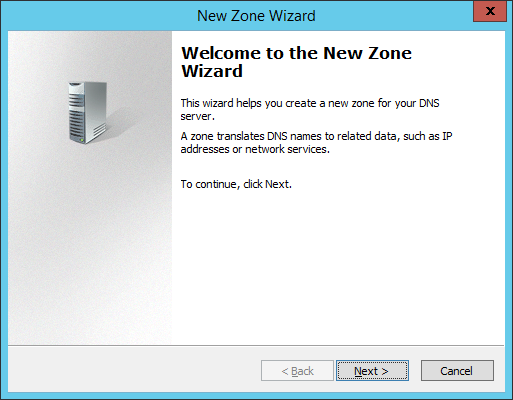 New Zone Wizard
X
Welcome to the New Zone
Wizard
This wizard helps you create a new zone for your DNS
server.
A zone translates DNS names to related data, such as IP
addresses or network services.
To continue, click Next.
< Back
Next >
Cancel